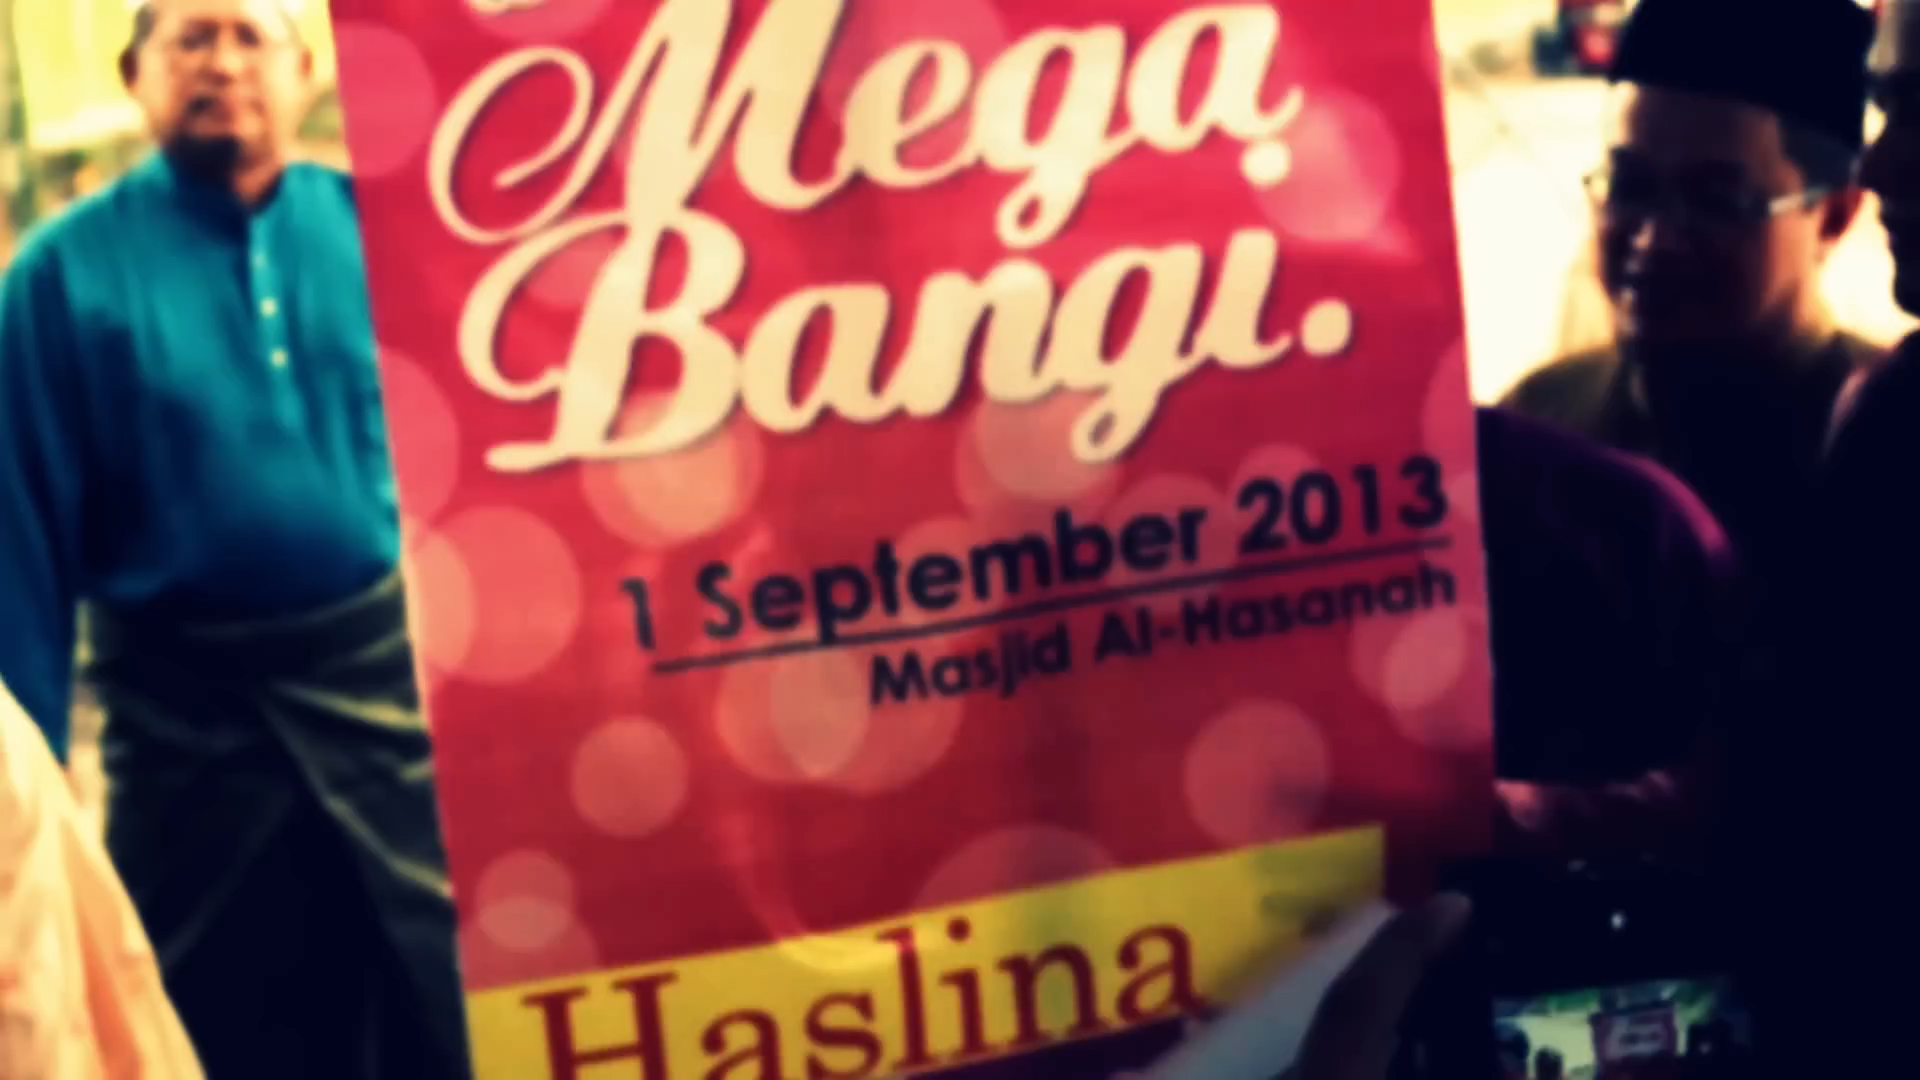 Mega
Bangi.
1 September 2013
Masjid Al-Hasanah
Haslina